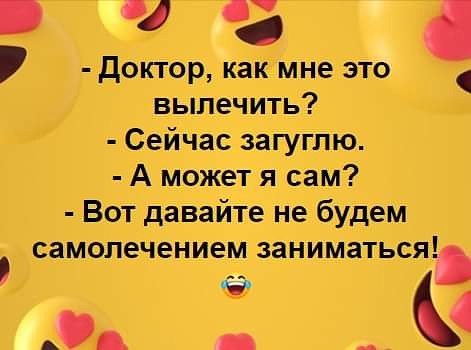 - Доктор, как мне это
вылечить?
- Сейчас загуглю.
- А может я сам?
- Вот давайте не будем
самолечением заниматься!
😂